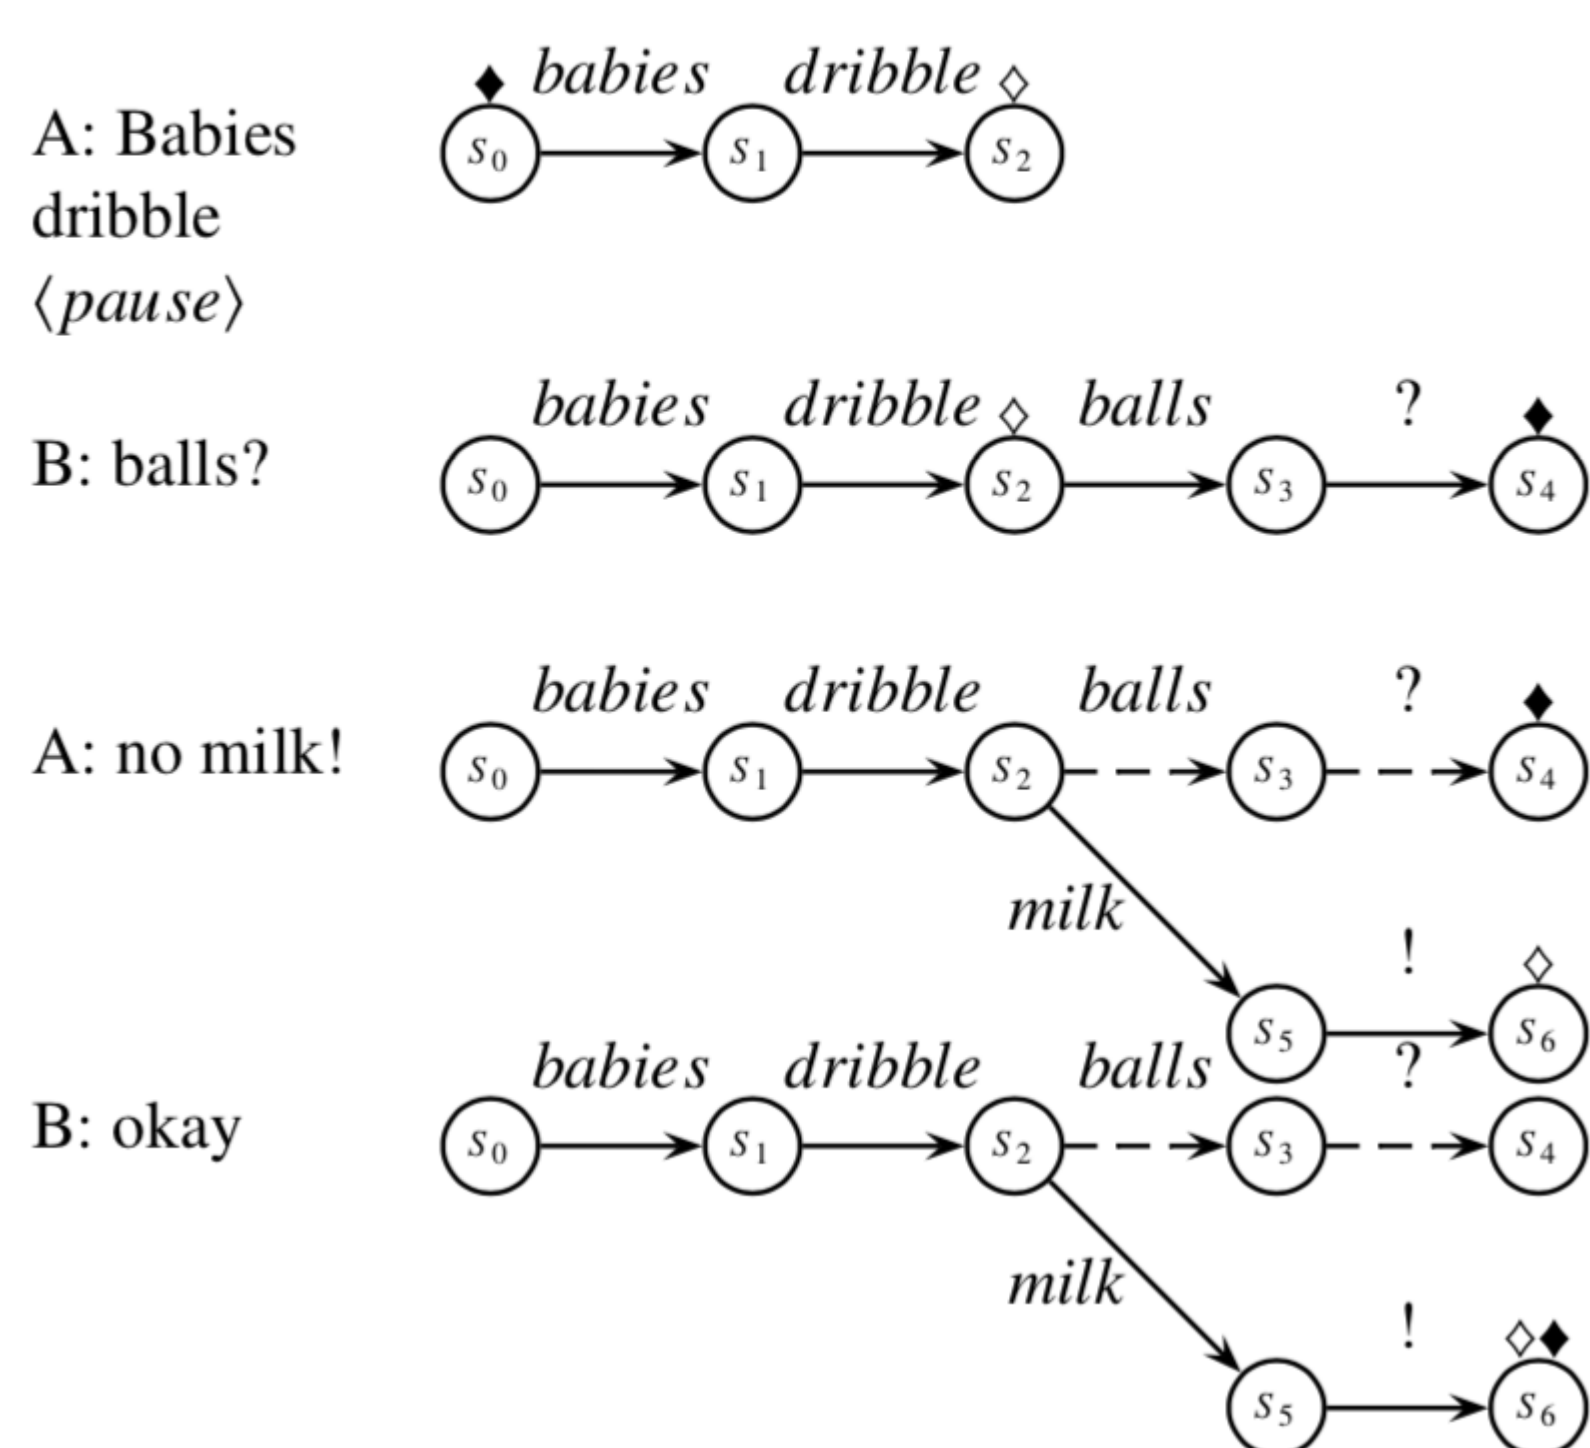 babies dribble
A: Babies
s0 s1 s2
dribble
⟨pause⟩
babies dribble balls ?
B: balls?
s0 s1 s2 s3 s4
babies dribble balls ?
A: no milk!
s0 s1 s2 s3 s4
milk
!
s5 s6
babies dribble balls ?
B: okay
s0 s1 s2 s3 s4
milk
!
s5 s6